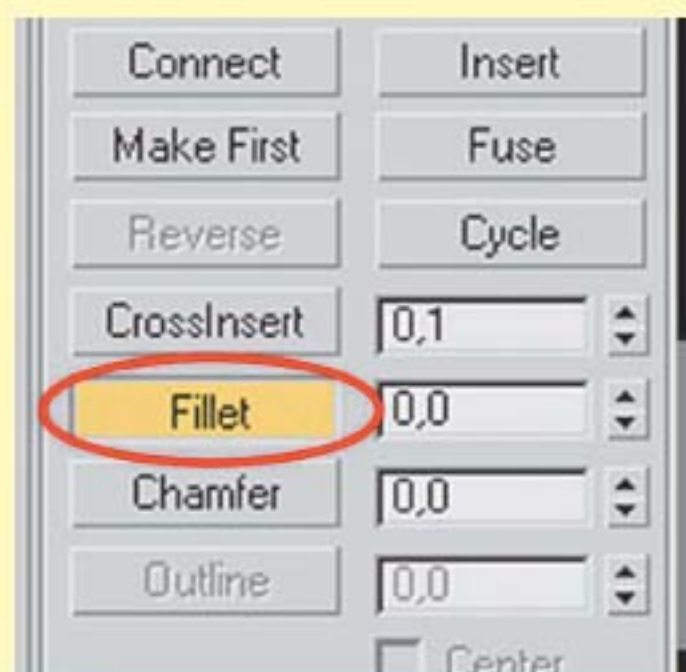 Connect Insert
Make First Fuse
Reverse Cycle
CrossInsert 0,1
Fillet 0,0
Chamfer 0,0
Outline 0,0
Center